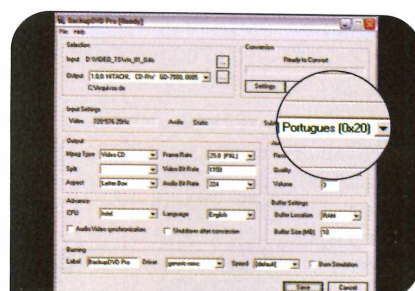 BackupDVD Pro [Ready]
File Help
Selection
Input D:\VIDEO_TS\vts_01_0.ifo
Output 1,0,0 HITACHI, CD-RW/ GD-7500, 0005
C:\Arquivos de
Conversion
Ready to Convert
Settings
Input Settings
Video 720*576 25Hz Audio Static
Portugues (0x20)
Output
Mpeg Type Video CD Frame Rate 25.0 (PAL)
Split Video Bit Rate 1150 Quality
Aspect Letter Box Audio Bit Rate 224 Volume
Advance
CPU Intel Language English
Audio Video synchronization Shutdown after conversion
Buffer Settings
Buffer Location RAM
Buffer Size (MB) 10
Burning
Label BackupDVD Pro Driver generic-mmc Speed [default] Burn Simulation
Save Cancel